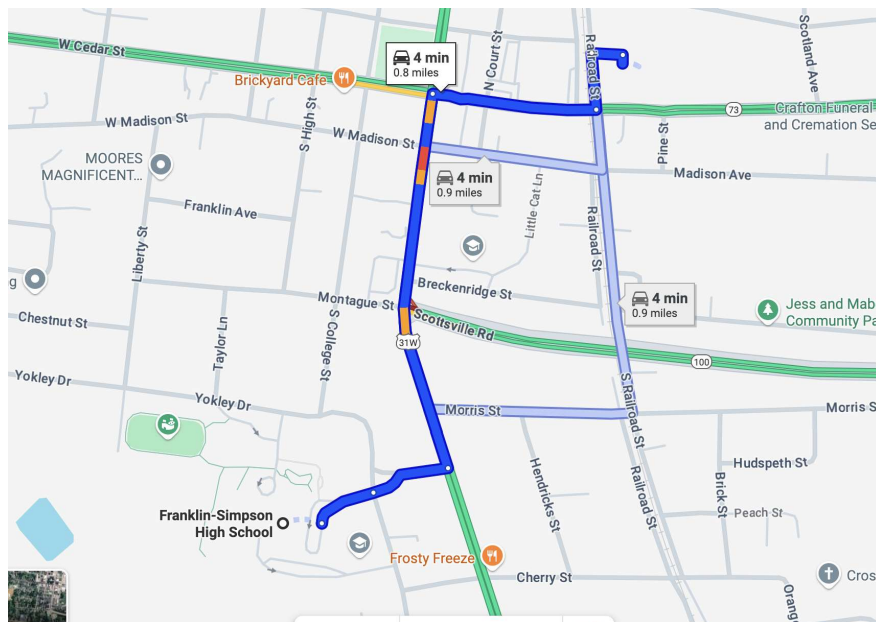 W Cedar St
4 min
0.8 miles
N Court St
Railroad St
Scotland Ave
Brickyard Cafe
73
Crafton Funeral
and Cremation Se
W Madison St
S High St
W Madison St
Pine St
MOORES
MAGNIFICENT...
4 min
0.9 miles
Madison Ave
Little Cat Ln
Franklin Ave
Railroad St
Liberty St
g
Breckenridge St
4 min
0.9 miles
Montague St
Jess and Mab
Community Pa
Chestnut St
Scottsville Rd
Taylor Ln
S College St
31W
100
Yokley Dr
Yokley Dr
Morris St
S Railroad St
Morris S
Hendricks St
Hudspeth St
Railroad St
Brick St
Peach St
Franklin-Simpson
High School
Frosty Freeze
Cherry St
Cros
Orang